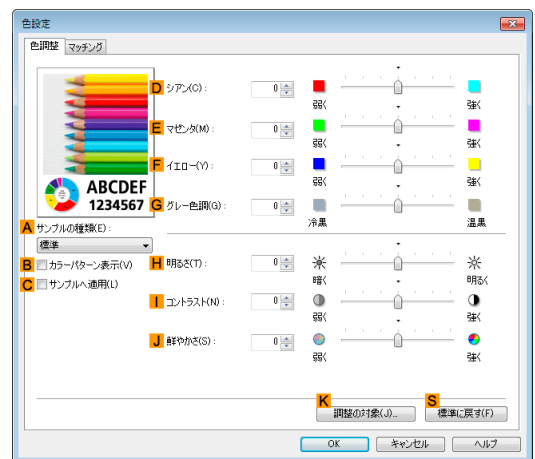 色設定
色調整 マッチング
ABCDEF
1234567
A サンプルの種類(E):
標準
B カラーパターン表示(V)
C サンプルへ適用(L)
D シアン(C): 0 弱く 強く
E マゼンタ(M): 0 弱く 強く
F イエロー(Y): 0 弱く 強く
G グレー色調(G): 0 冷黒 温黒
H 明るさ(T): 0 暗く 明るく
I コントラスト(N): 0 弱く 強く
J 鮮やかさ(S): 0 弱く 強く
K 調整の対象(J)... S 標準に戻す(F)
OK キャンセル ヘルプ